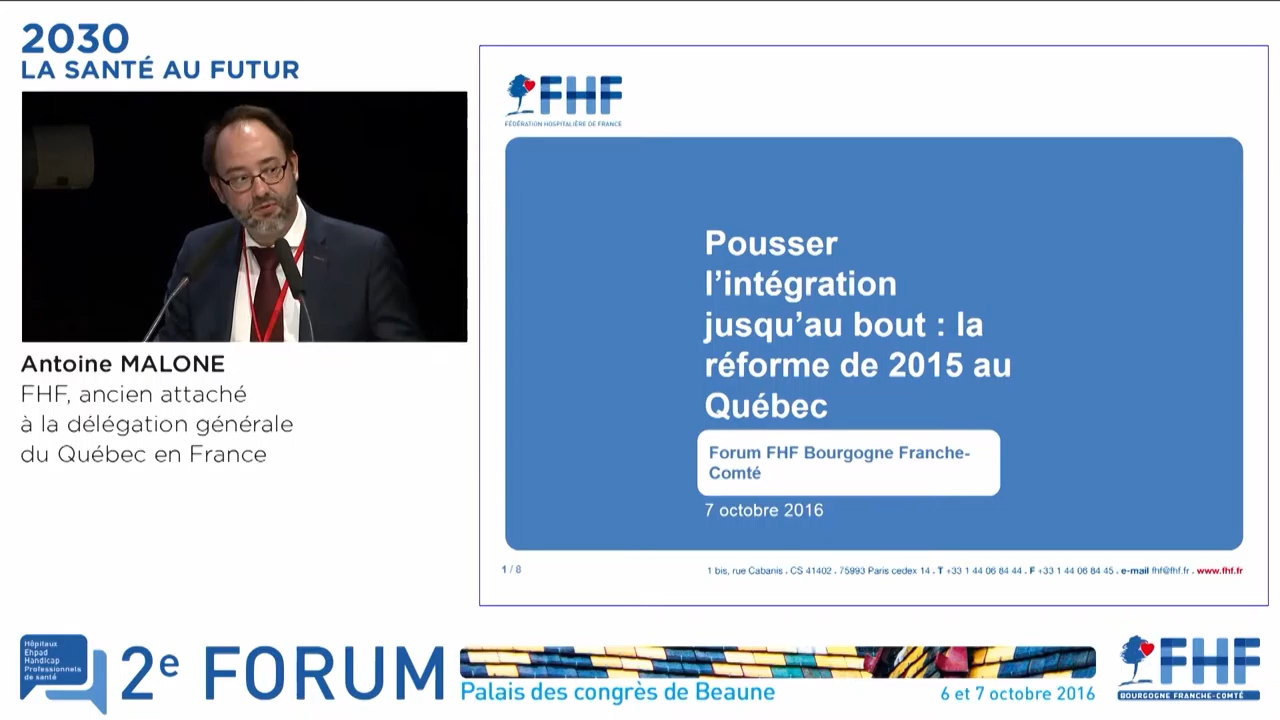 2030
LA SANTÉ AU FUTUR
Antoine MALONE
FHF, ancien attaché
à la délégation générale
du Québec en France
FHF
FÉDÉRATION HOSPITALIÈRE DE FRANCE
Pousser
l’intégration
jusqu’au bout : la
réforme de 2015 au
Québec
Forum FHF Bourgogne Franche-
Comté
7 octobre 2016
1 / 8
1 bis, rue Cabanis . CS 41402 . 75993 Paris cedex 14 . T +33 1 44 06 84 44 . F +33 1 44 06 84 45 . e-mail fhf@fhf.fr . www.fhf.fr
Hôpitaux
Ehpad
Handicap
Professionnels
de santé
2e FORUM
Palais des congrès de Beaune
6 et 7 octobre 2016
FHF
BOURGOGNE FRANCHE-COMTÉ